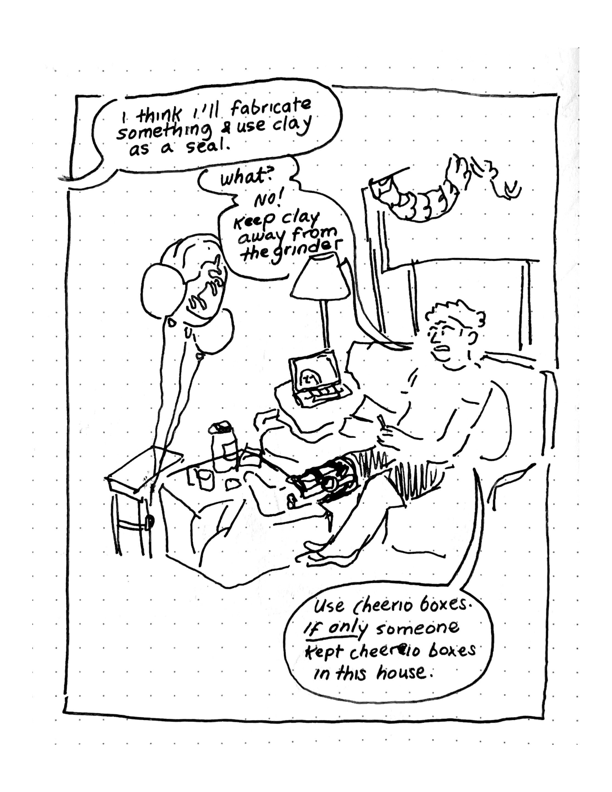 I think I'll fabricate
something & use clay
as a seal.
What?
No!
Keep clay
away from
the grinder
Use cheerio boxes.
If only someone
kept cheerio boxes
in this house.